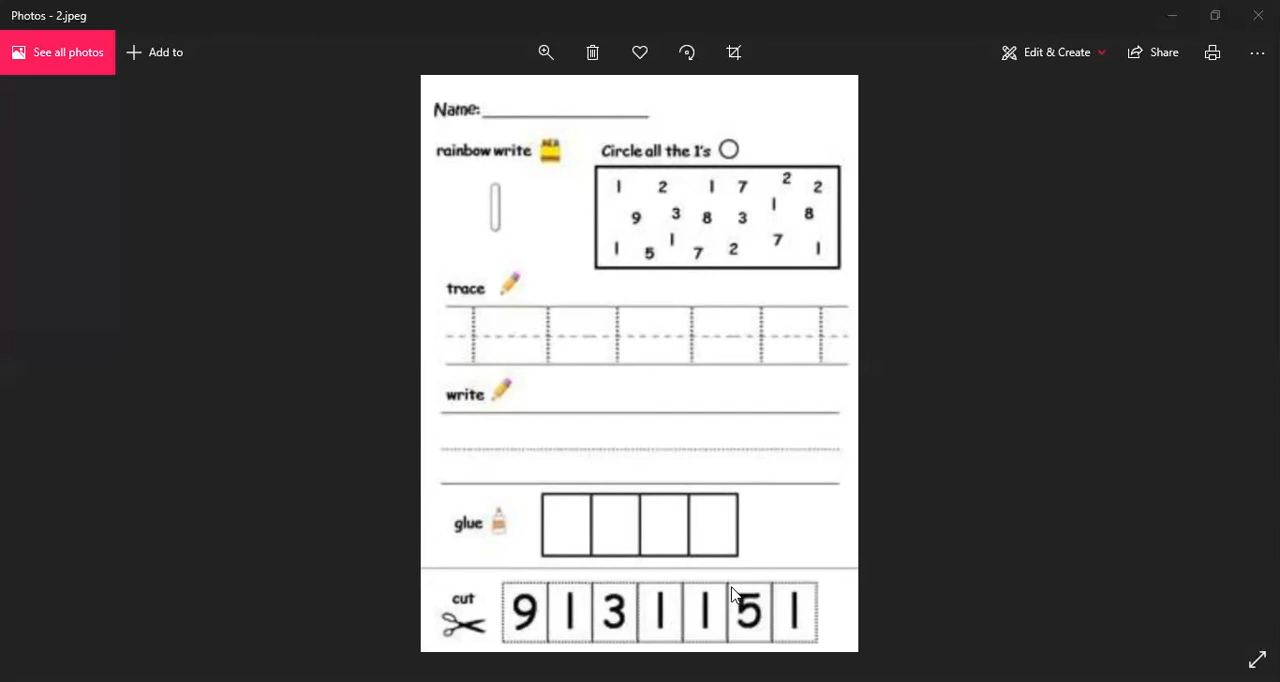 Photos - 2.jpeg
See all photos
Add to
Edit & Create
Share
Name:
rainbow write
Circle all the 1's
1 2 1 7 2 2
9 3 8 3 1 8
1 5 1 7 2 7 1
trace
write
glue
cut
9 1 3 1 1 5 1